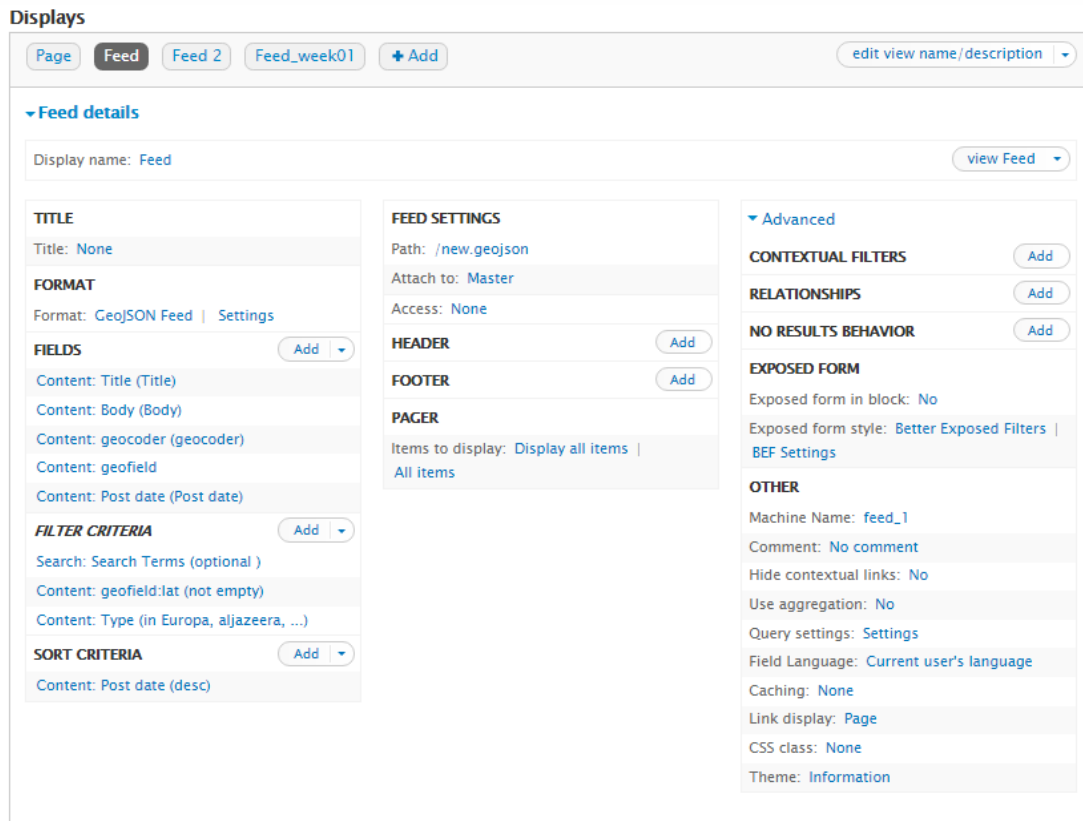 Displays
Page Feed Feed 2 Feed_week01 + Add edit view name/description
Feed details
Display name: Feed view Feed
TITLE
Title: None
FORMAT
Format: GeoJSON Feed | Settings
FIELDS Add
Content: Title (Title)
Content: Body (Body)
Content: geocoder (geocoder)
Content: geofield
Content: Post date (Post date)
FILTER CRITERIA Add
Search: Search Terms (optional )
Content: geofield:lat (not empty)
Content: Type (in Europa, aljazeera, ...)
SORT CRITERIA Add
Content: Post date (desc)
FEED SETTINGS
Path: /new.geojson
Attach to: Master
Access: None
HEADER Add
FOOTER Add
PAGER
Items to display: Display all items |
All items
Advanced
CONTEXTUAL FILTERS Add
RELATIONSHIPS Add
NO RESULTS BEHAVIOR Add
EXPOSED FORM
Exposed form in block: No
Exposed form style: Better Exposed Filters |
BEF Settings
OTHER
Machine Name: feed_1
Comment: No comment
Hide contextual links: No
Use aggregation: No
Query settings: Settings
Field Language: Current user's language
Caching: None
Link display: Page
CSS class: None
Theme: Information